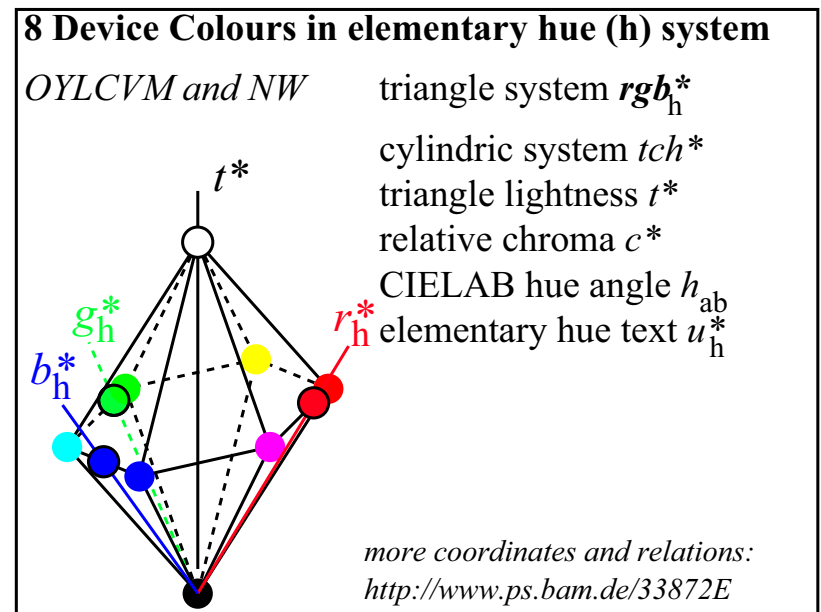 8 Device Colours in elementary hue (h) system
OYLCVM and NW
triangle system rgb*h
cylindric system tch*
triangle lightness t*
relative chroma c*
CIELAB hue angle hab
elementary hue text u*h
t*
g*h
r*h
b*h
more coordinates and relations:
http://www.ps.bam.de/33872E